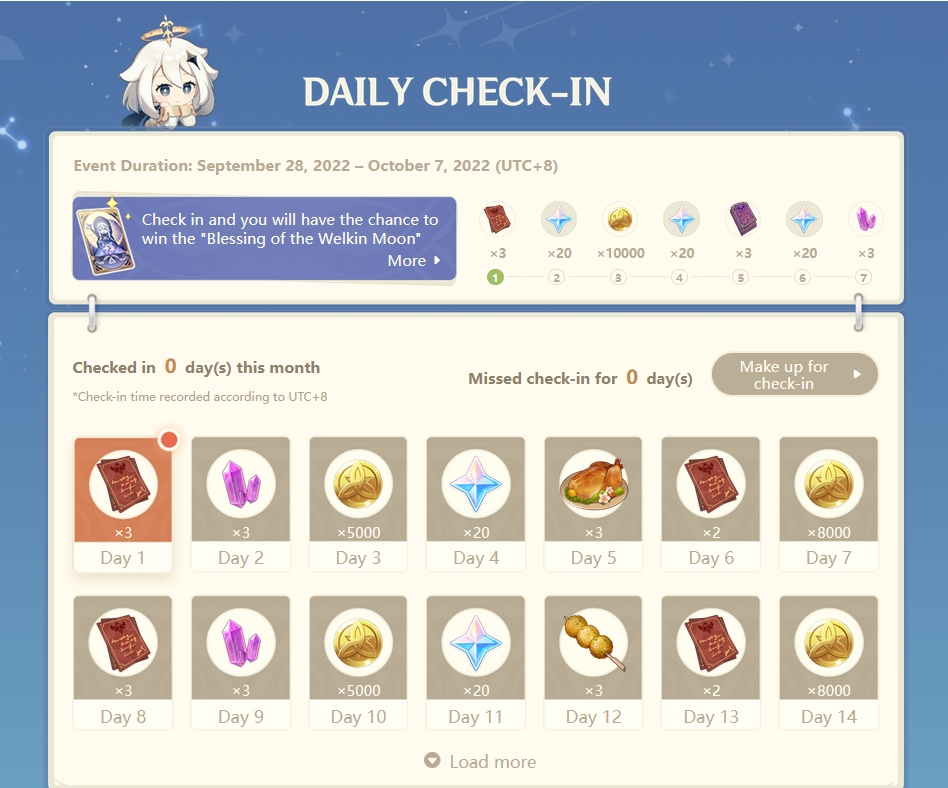 DAILY CHECK-IN
Event Duration: September 28, 2022 – October 7, 2022 (UTC+8)
Check in and you will have the chance to
win the "Blessing of the Welkin Moon"
More
×3 ×20 ×10000 ×20 ×3 ×20 ×3
1 2 3 4 5 6 7
Checked in 0 day(s) this month
*Check-in time recorded according to UTC+8
Missed check-in for 0 day(s)
Make up for
check-in
×3 ×3 ×5000 ×20 ×3 ×2 ×8000
Day 1 Day 2 Day 3 Day 4 Day 5 Day 6 Day 7
×3 ×3 ×5000 ×20 ×3 ×2 ×8000
Day 8 Day 9 Day 10 Day 11 Day 12 Day 13 Day 14
Load more